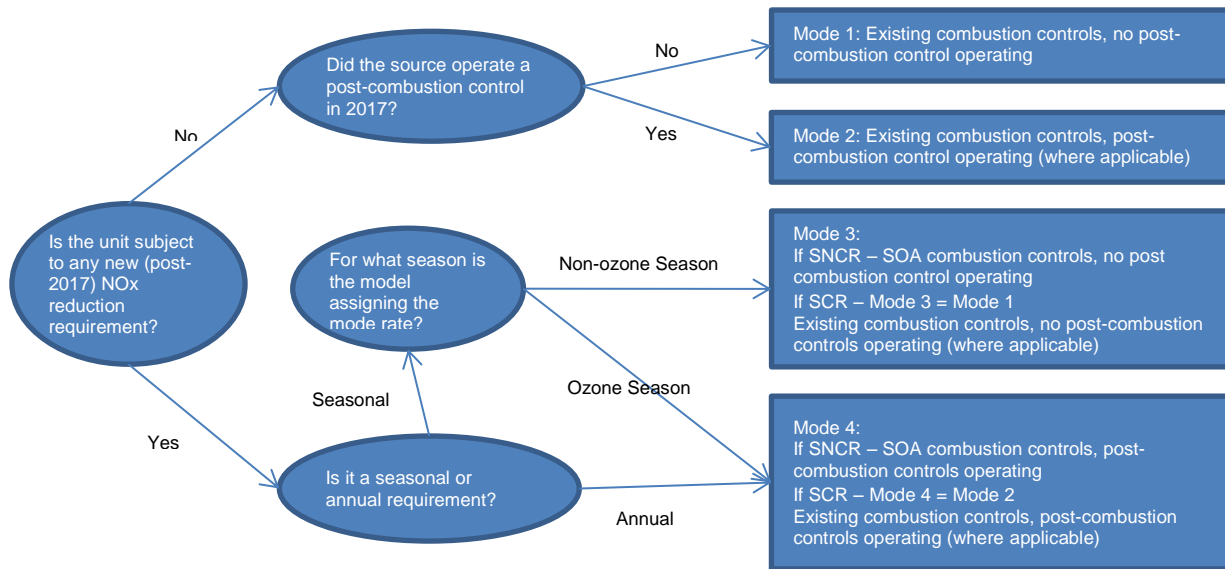 Did the source operate a
post-combustion control
in 2017?
No
Yes
Mode 1: Existing combustion controls, no post-
combustion control operating
Mode 2: Existing combustion controls, post-
combustion control operating (where applicable)
No
Is the unit subject
to any new (post-
2017) NOx
reduction
requirement?
Yes
For what season is
the model
assigning the
mode rate?
Non-ozone Season
Ozone Season
Seasonal
Is it a seasonal or
annual requirement?
Annual
Mode 3:
If SNCR – SOA combustion controls, no post
combustion control operating
If SCR – Mode 3 = Mode 1
Existing combustion controls, no post-combustion
controls operating (where applicable)
Mode 4:
If SNCR – SOA combustion controls, post-
combustion controls operating
If SCR – Mode 4 = Mode 2
Existing combustion controls, post-combustion
controls operating (where applicable)